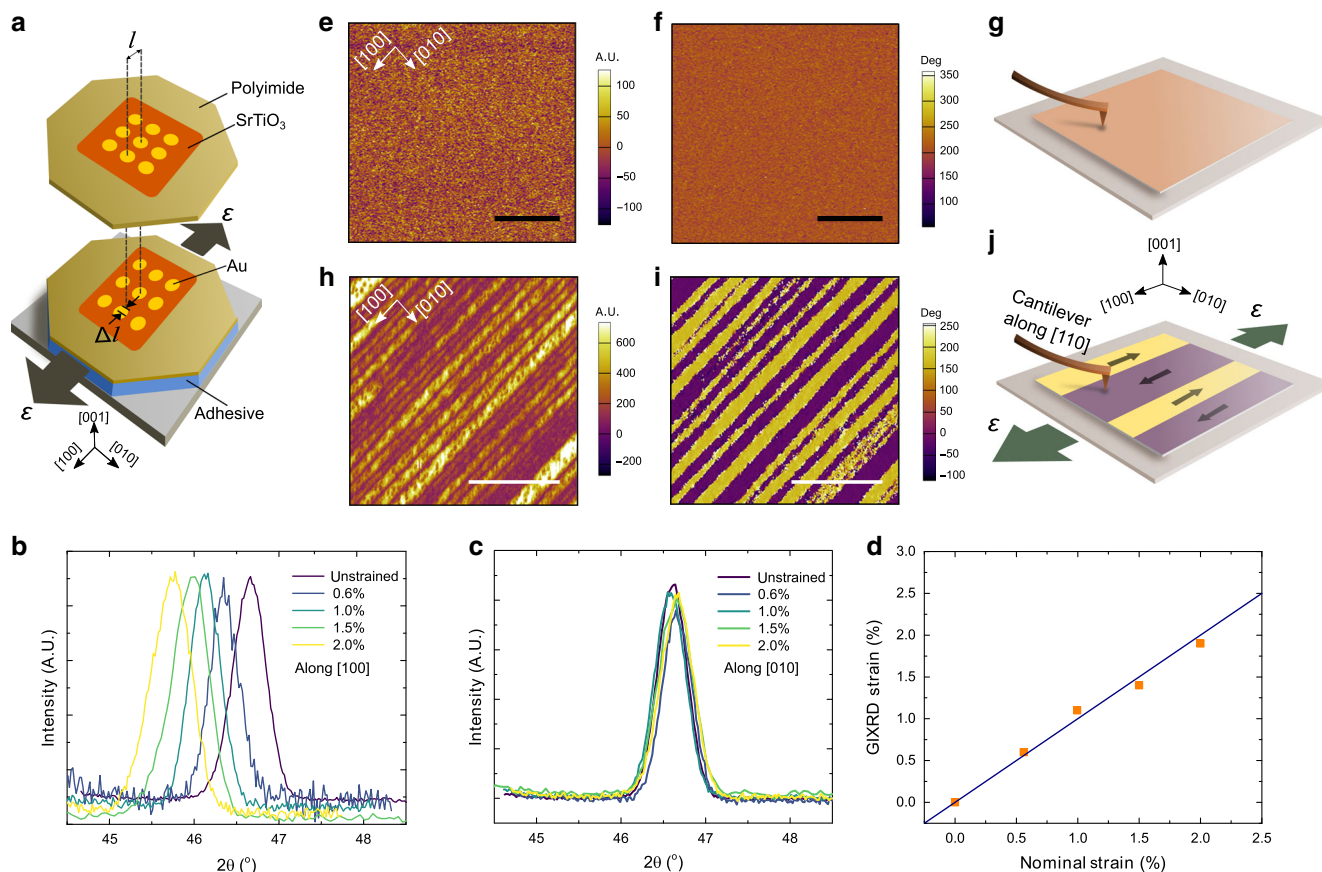 a
l
Polyimide
SrTiO3
ε
Au
Δl
ε
Adhesive
[001]
[100]
[010]
e
[100]
[010]
A.U.
100
50
0
−50
−100
f
Deg
350
300
250
200
150
100
g
h
[100]
[010]
A.U.
600
400
200
0
−200
i
Deg
250
200
150
100
50
0
−50
−100
j
[001]
[100]
[010]
Cantilever
along [110]
ε
ε
b
Intensity (A.U.)
Unstrained
0.6%
1.0%
1.5%
2.0%
Along [100]
45 46 47 48
2θ (°)
c
Intensity (A.U.)
Unstrained
0.6%
1.0%
1.5%
2.0%
Along [010]
45 46 47 48
2θ (°)
d
GIXRD strain (%)
3.0
2.5
2.0
1.5
1.0
0.5
0.0
0.0 0.5 1.0 1.5 2.0 2.5
Nominal strain (%)